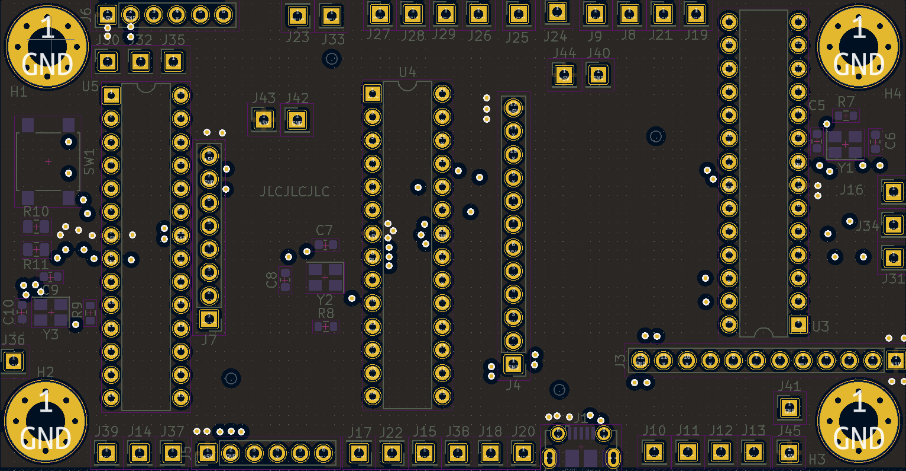 J6
J23
J33
J27
J28
J29
J26
J25
J24
J9
J8
J21
J19
1
GND
H1
J30
J32
J35
J44
J40
1
GND
H4
U5
J43
J42
U4
C5
R7
C6
Y1
SW1
JLCJLCJLC
J16
R10
J34
R11
C7
C8
Y2
R8
J31
C9
C10
Y3
R9
J7
U3
J36
H2
J4
J3
1
GND
J39
J14
J37
J17
J22
J15
J38
J18
J20
J1
J10
J11
J12
J13
J41
J45
H3
1
GND